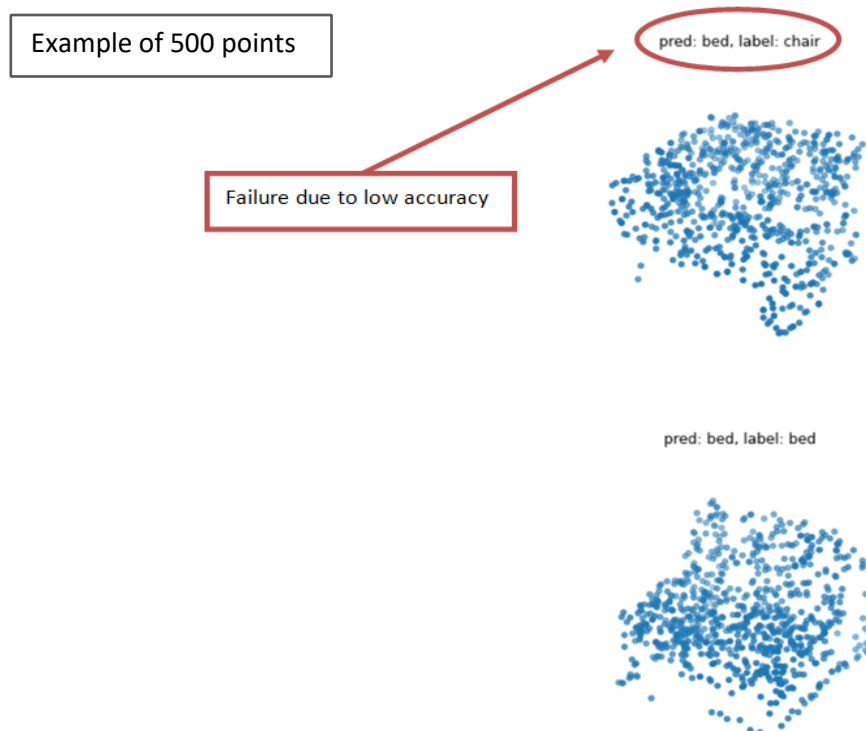 Example of 500 points
pred: bed, label: chair
Failure due to low accuracy
pred: bed, label: bed